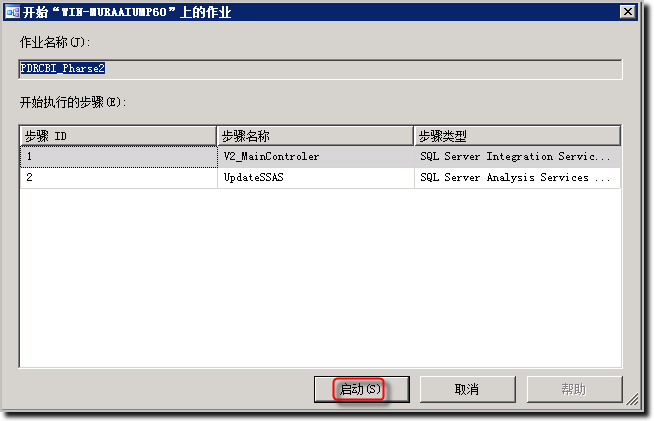 开始“WIN-MURAAIUMP6O”上的作业
作业名称(J):
PDRCBI_Pharse2
开始执行的步骤(E):
步骤 ID 步骤名称 步骤类型
1 V2_MainControler SQL Server Integration Servic...
2 UpdateSSAS SQL Server Analysis Services ...
启动(S) 取消 帮助